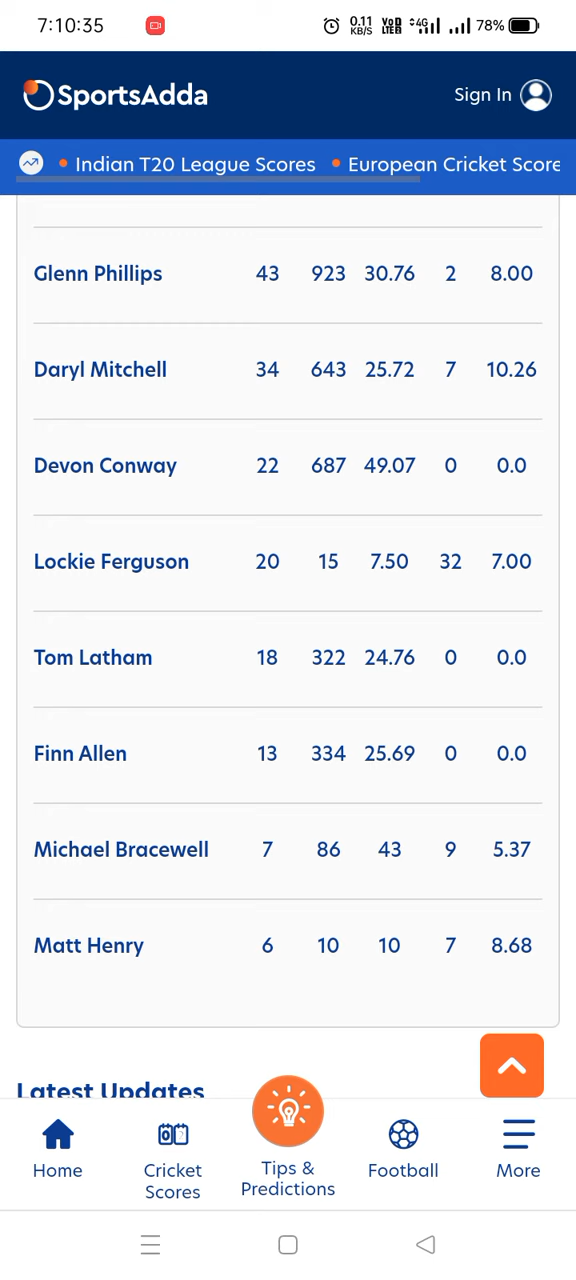 7:10:35 0.11 KB/S VoD LTE 4G 78%
SportsAdda Sign In
Indian T20 League Scores European Cricket Score
Glenn Phillips 43 923 30.76 2 8.00
Daryl Mitchell 34 643 25.72 7 10.26
Devon Conway 22 687 49.07 0 0.0
Lockie Ferguson 20 15 7.50 32 7.00
Tom Latham 18 322 24.76 0 0.0
Finn Allen 13 334 25.69 0 0.0
Michael Bracewell 7 86 43 9 5.37
Matt Henry 6 10 10 7 8.68
Latest Updates
Home Cricket Scores Tips & Predictions Football More